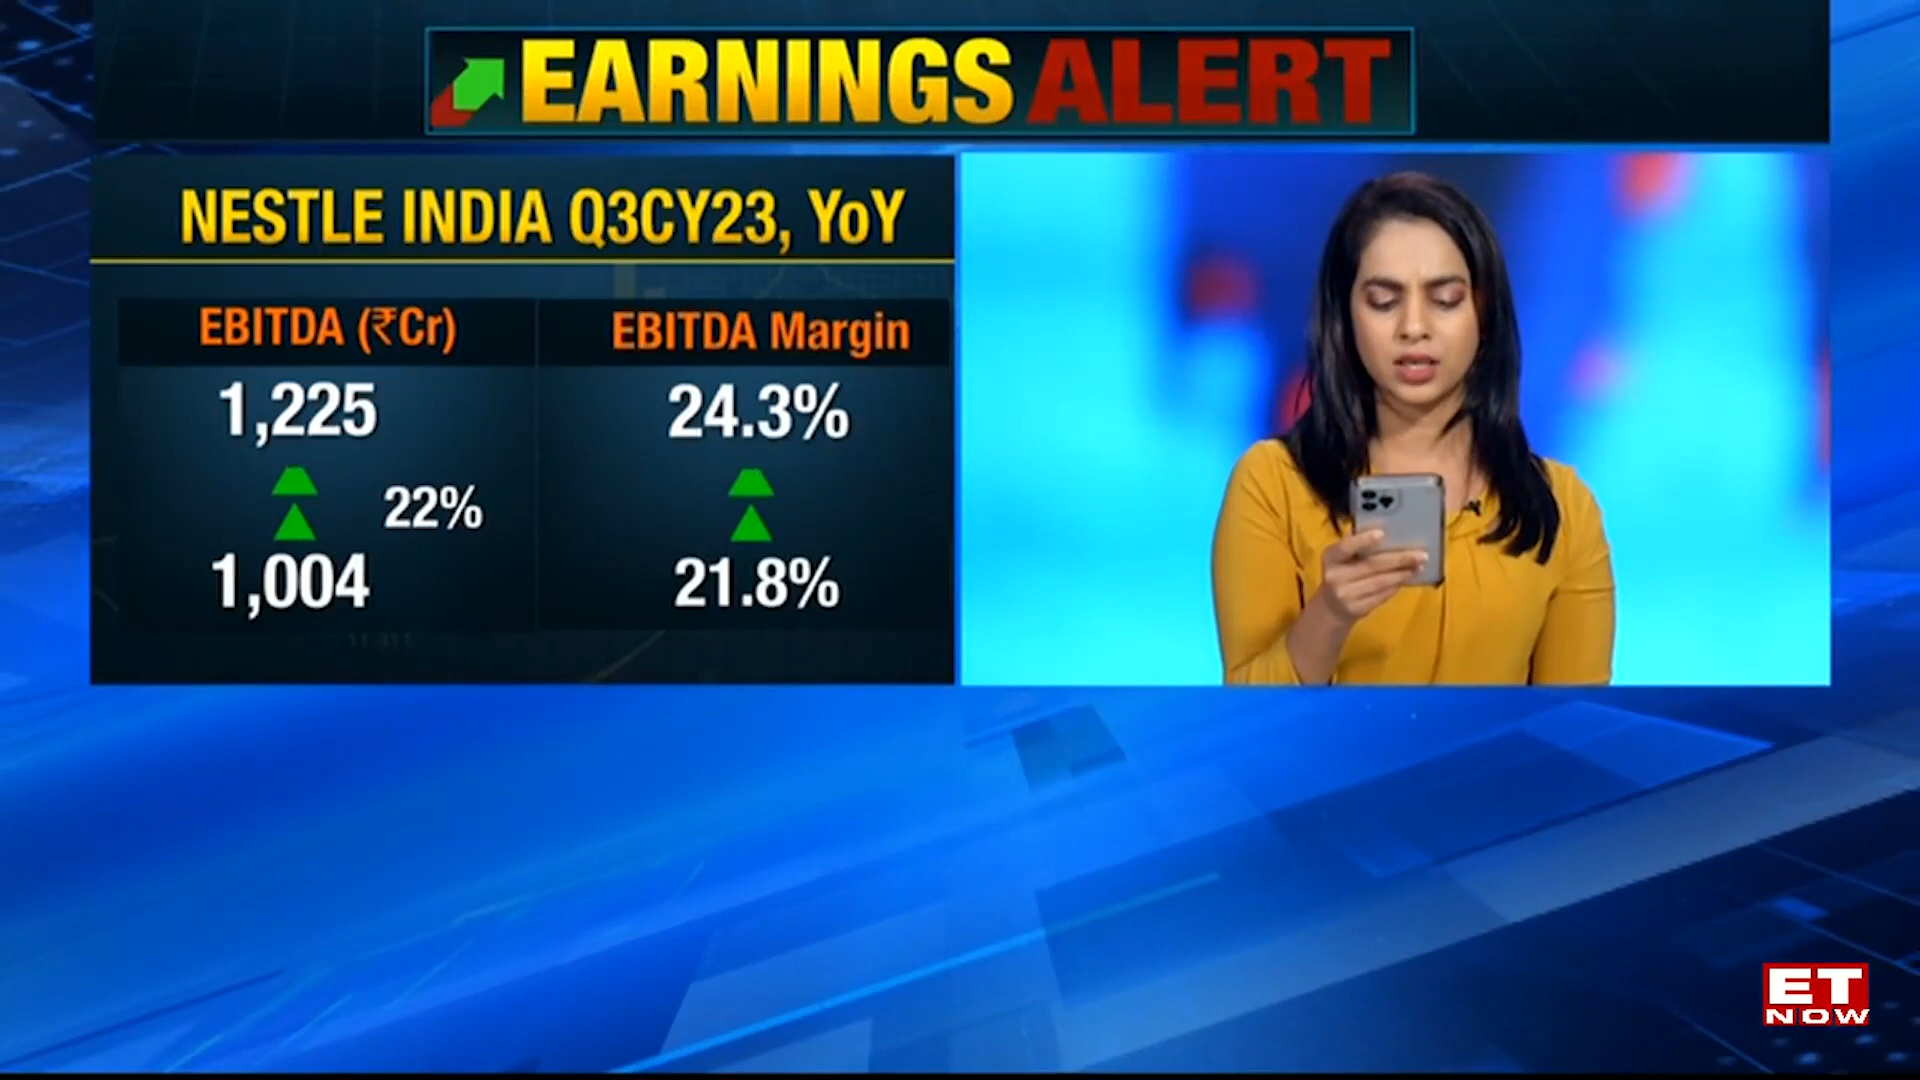 EARNINGS ALERT
NESTLE INDIA Q3CY23, YoY
EBITDA (₹Cr)
EBITDA Margin
1,225
24.3%
22%
1,004
21.8%
ET
NOW